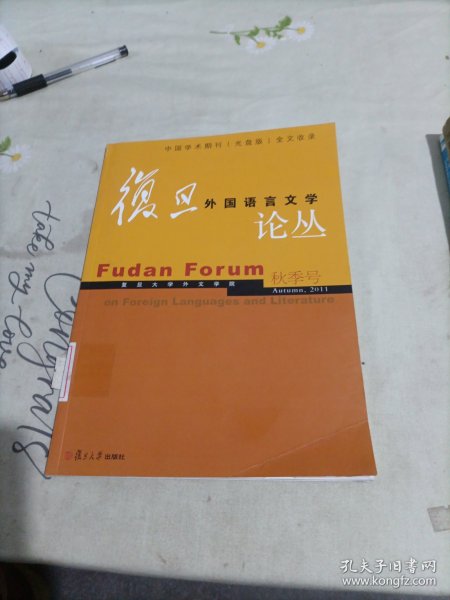 中国学术期刊（光盘版）全文收录
復旦 外国语言文学
论丛
Fudan Forum
秋季号
复旦大学外文学院
Autumn, 2011
on Foreign Languages and Literature
復旦大学出版社
take my love
Congrats
孔夫子旧书网
www.kongfz.com